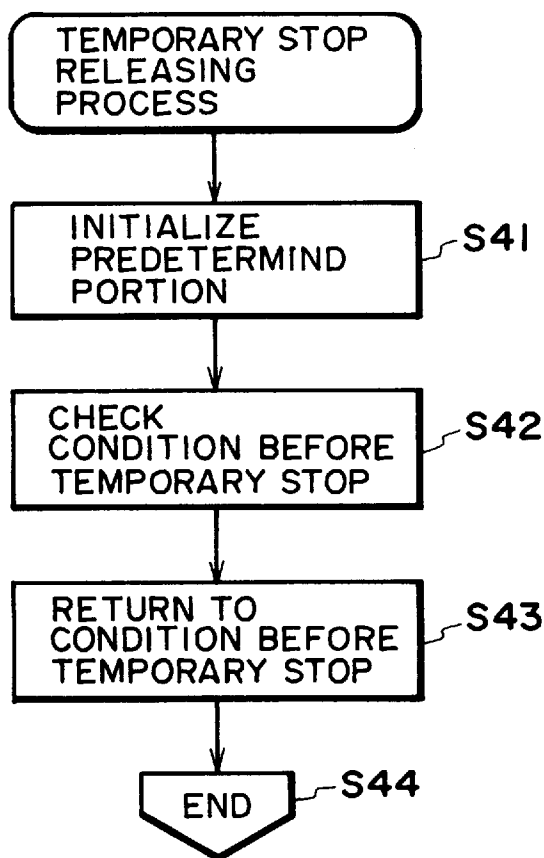 TEMPORARY STOP
RELEASING
PROCESS
INITIALIZE
PREDETERMIND
PORTION
S41
CHECK
CONDITION BEFORE
TEMPORARY STOP
S42
RETURN TO
CONDITION BEFORE
TEMPORARY STOP
S43
END
S44